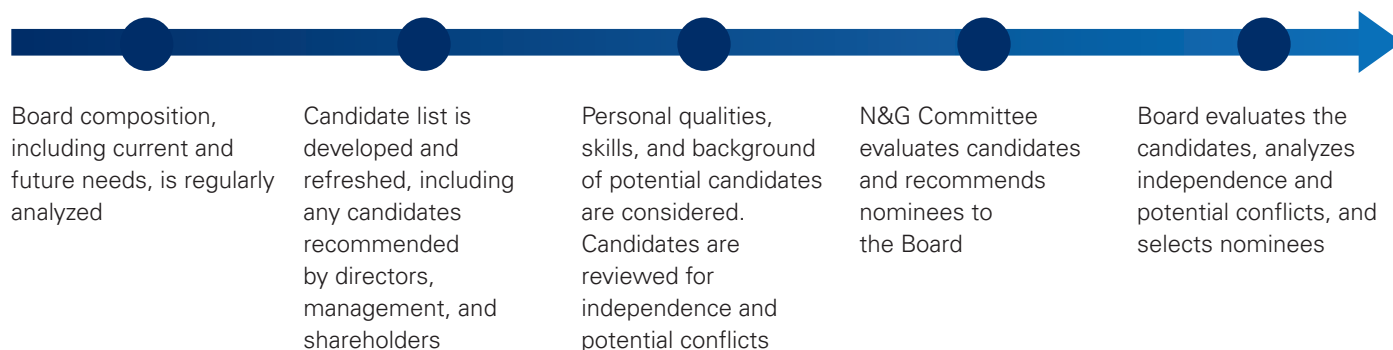 Board composition,
including current and
future needs, is regularly
analyzed
Candidate list is
developed and
refreshed, including
any candidates
recommended
by directors,
management, and
shareholders
Personal qualities,
skills, and background
of potential candidates
are considered.
Candidates are
reviewed for
independence and
potential conflicts
N&G Committee
evaluates candidates
and recommends
nominees to
the Board
Board evaluates the
candidates, analyzes
independence and
potential conflicts, and
selects nominees